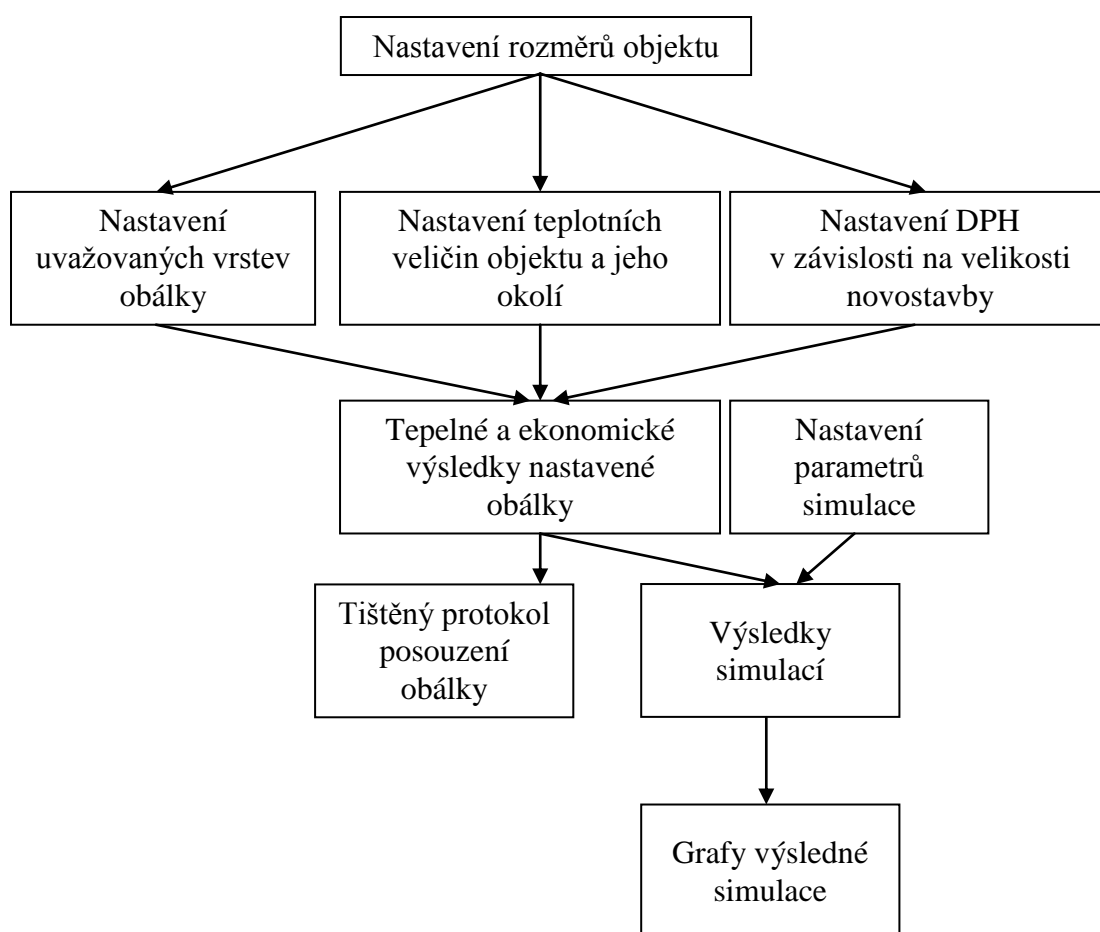 Nastavení rozměrů objektu
Nastavení
uvažovaných vrstev
obálky
Nastavení teplotních
veličin objektu a jeho
okolí
Nastavení DPH
v závislosti na velikosti
novostavby
Tepelné a ekonomické
výsledky nastavené
obálky
Nastavení
parametrů
simulace
Tištěný protokol
posouzení
obálky
Výsledky
simulací
Grafy výsledné
simulace